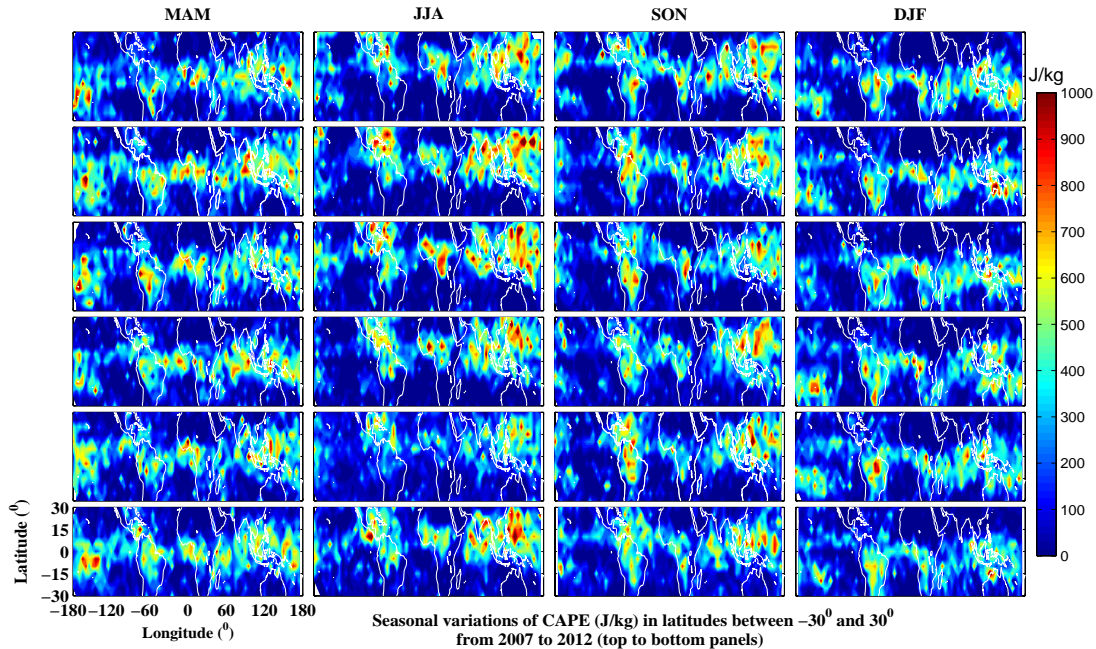 MAM JJA SON DJF
J/kg
1000
900
800
700
600
500
400
300
200
100
0
Latitude (⁰)
30
15
0
−15
−30
−180 −120 −60 0 60 120 180
Longitude (⁰)
Seasonal variations of CAPE (J/kg) in latitudes between −30⁰ and 30⁰
from 2007 to 2012 (top to bottom panels)